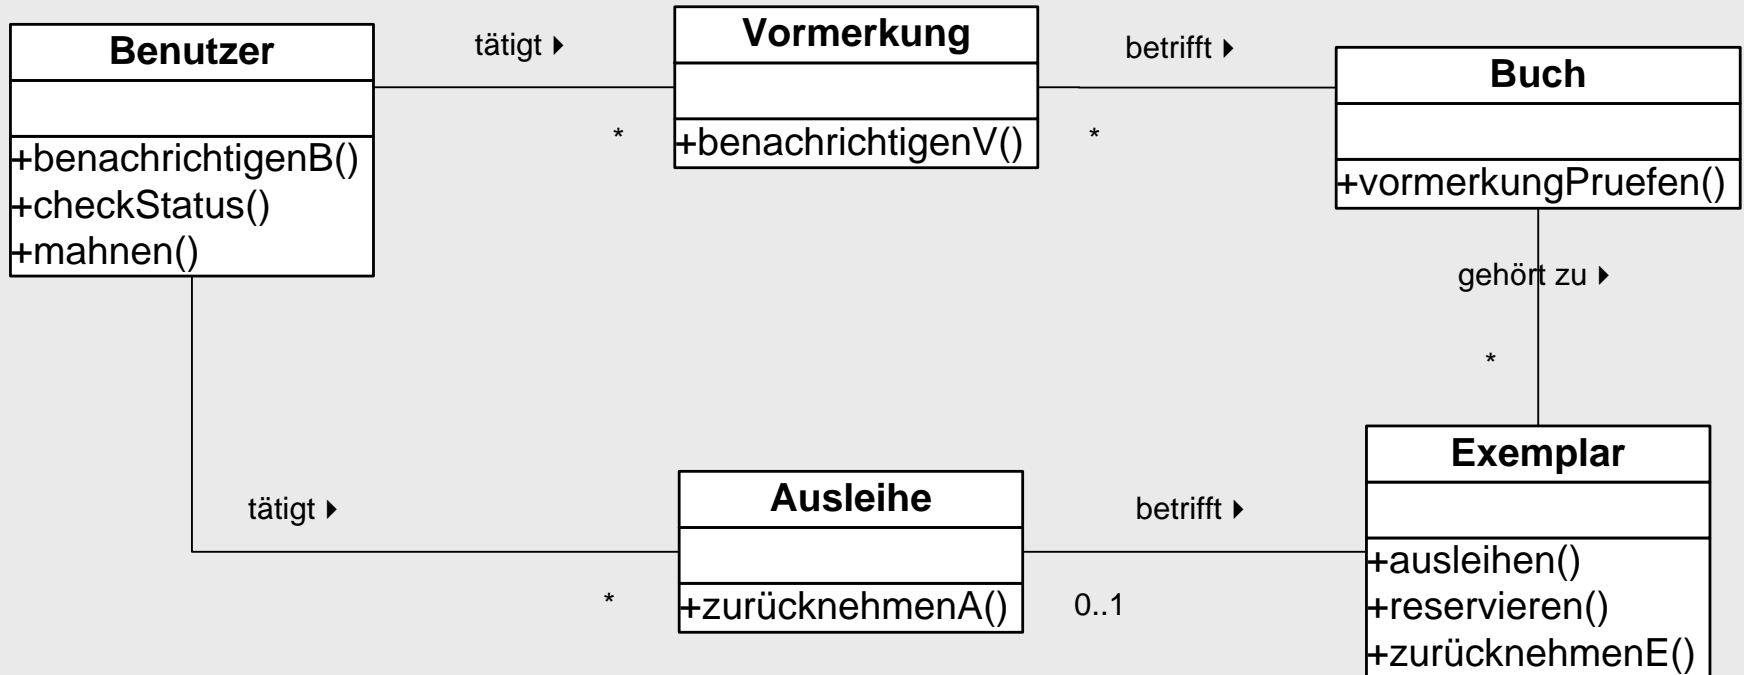 Benutzer
+benachrichtigenB()
+checkStatus()
+mahnen()
tätigt
*
Vormerkung
+benachrichtigenV()
betrifft
*
Buch
+vormerkungPruefen()
gehört zu
*
tätigt
*
Ausleihe
+zurücknehmenA()
betrifft
0..1
Exemplar
+ausleihen()
+reservieren()
+zurücknehmenE()